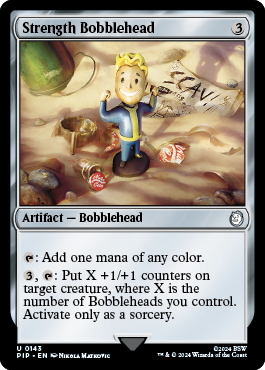 Strength Bobblehead 3
Artifact — Bobblehead
: Add one mana of any color.
3, : Put X +1/+1 counters on
target creature, where X is the
number of Bobbleheads you control.
Activate only as a sorcery.
U 0143
PIP • EN Nikola Matkovic
©2024 BSW
™ & © 2024 Wizards of the Coast